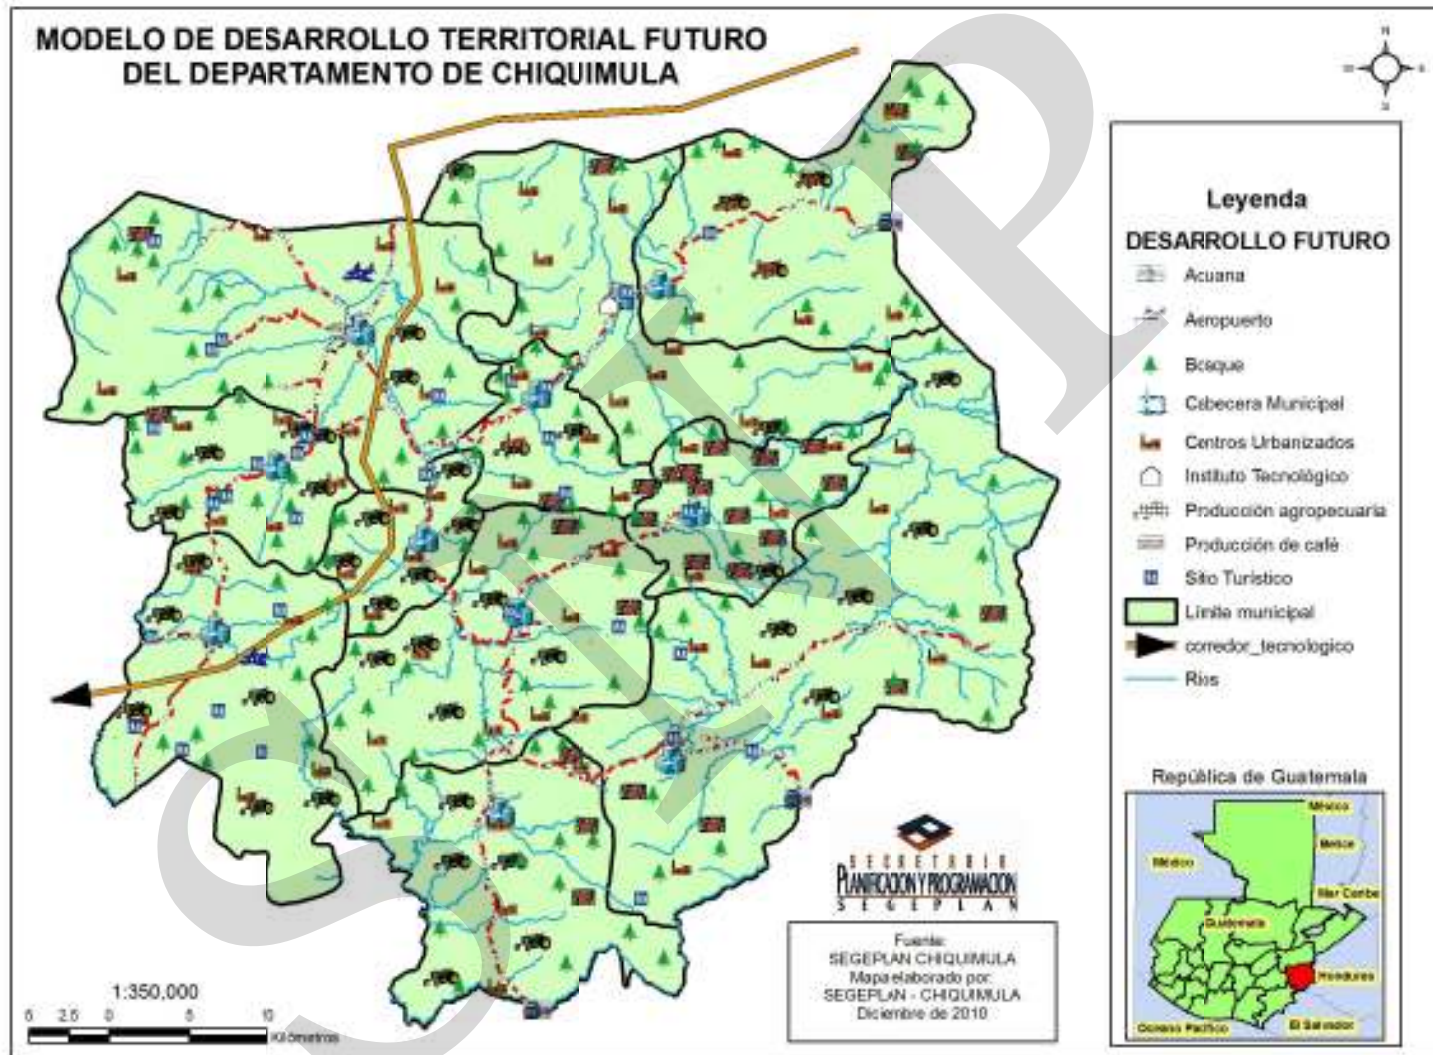 MODELO DE DESARROLLO TERRITORIAL FUTURO
DEL DEPARTAMENTO DE CHIQUIMULA
N
S
Leyenda
DESARROLLO FUTURO
Acuana
Aeropuerto
Bosque
Cabecera Municipal
Centros Urbanizados
Instituto Tecnológico
Producción agropecuaria
Producción de café
Sitio Turístico
Límite municipal
corredor_tecnologico
Rios
República de Guatemala
México
Belice
México
Mar Caribe
Guatemala
Honduras
El Salvador
Oceano Pacífico
SECRETARIA
PLANIFICACION Y PROGRAMACION
SEGEPLAN
Fuente:
SEGEPLAN CHIQUIMULA
Mapa elaborado por:
SEGEPLAN - CHIQUIMULA
Diciembre de 2010
1:350,000
5 2.5 0 5 10
Kilómetros